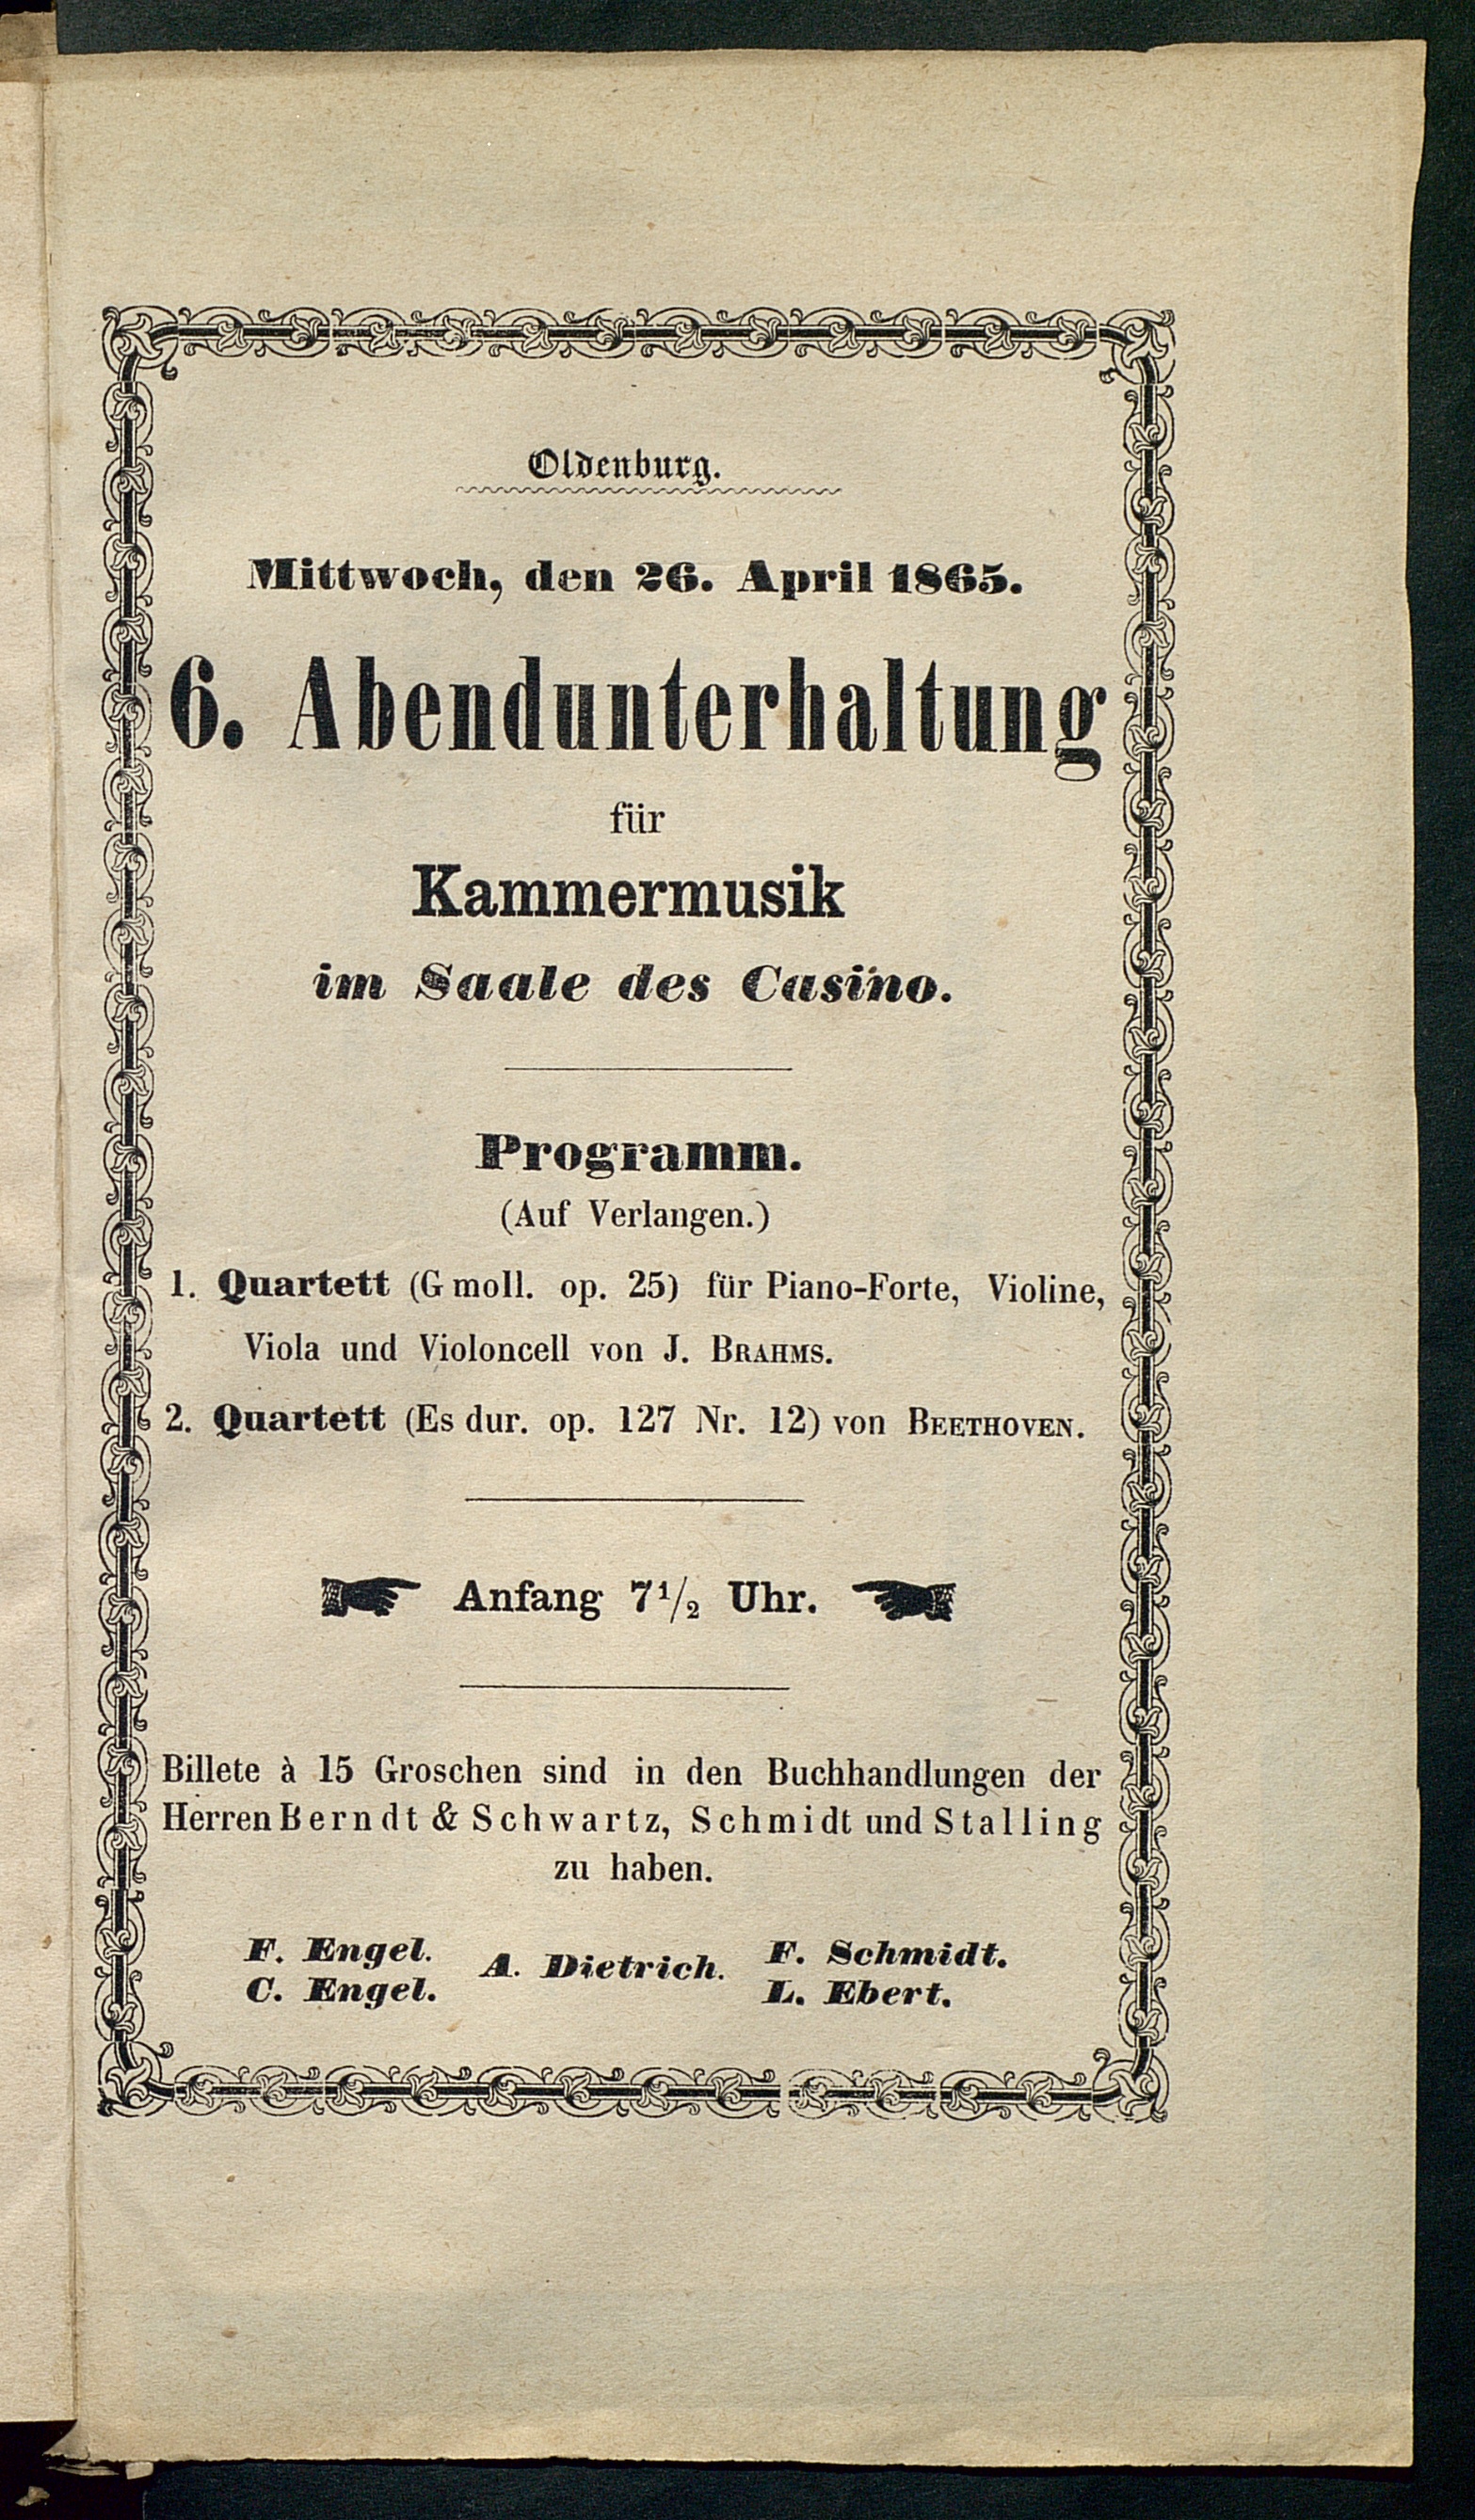 Oldenburg.
Mittwoch, den 26. April 1865.
6. Abendunterhaltung
für
Kammermusik
im Saale des Casino.
Programm.
(Auf Verlangen.)
1. Quartett (G moll. op. 25) für Piano-Forte, Violine,
Viola und Violoncell von J. BRAHMS.
2. Quartett (Es dur. op. 127 Nr. 12) von BEETHOVEN.
Anfang 7 1/2 Uhr.
Billete à 15 Groschen sind in den Buchhandlungen der
Herren Berndt & Schwartz, Schmidt und Stalling
zu haben.
F. Engel.
C. Engel.
A. Dietrich.
F. Schmidt.
L. Ebert.